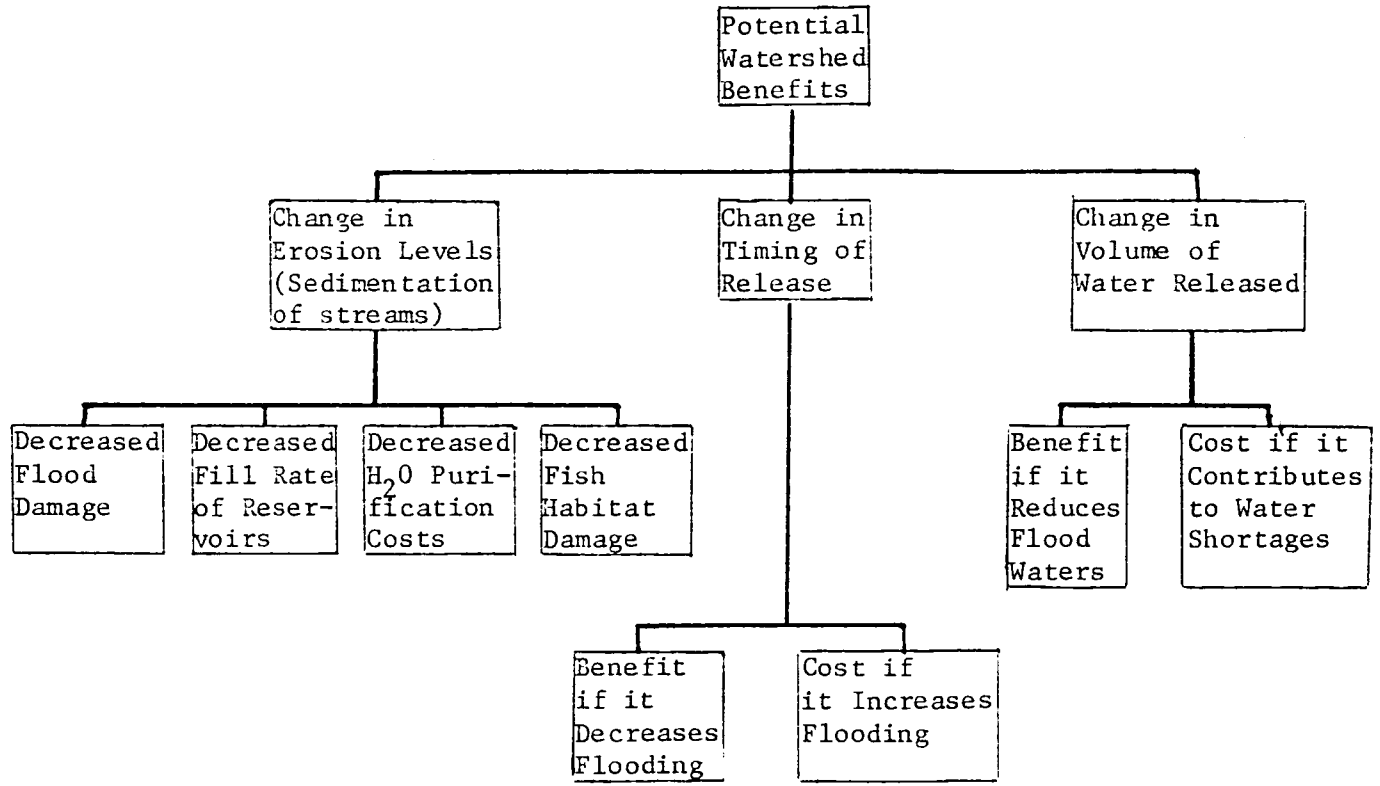 Potential
Watershed
Benefits
Change in
Erosion Levels
(Sedimentation
of streams)
Change in
Timing of
Release
Change in
Volume of
Water Released
Decreased
Flood
Damage
Decreased
Fill Rate
of Reser-
voirs
Decreased
H2O Puri-
fication
Costs
Decreased
Fish
Habitat
Damage
Benefit
if it
Reduces
Flood
Waters
Cost if it
Contributes
to Water
Shortages
Benefit
if it
Decreases
Flooding
Cost if
it Increases
Flooding